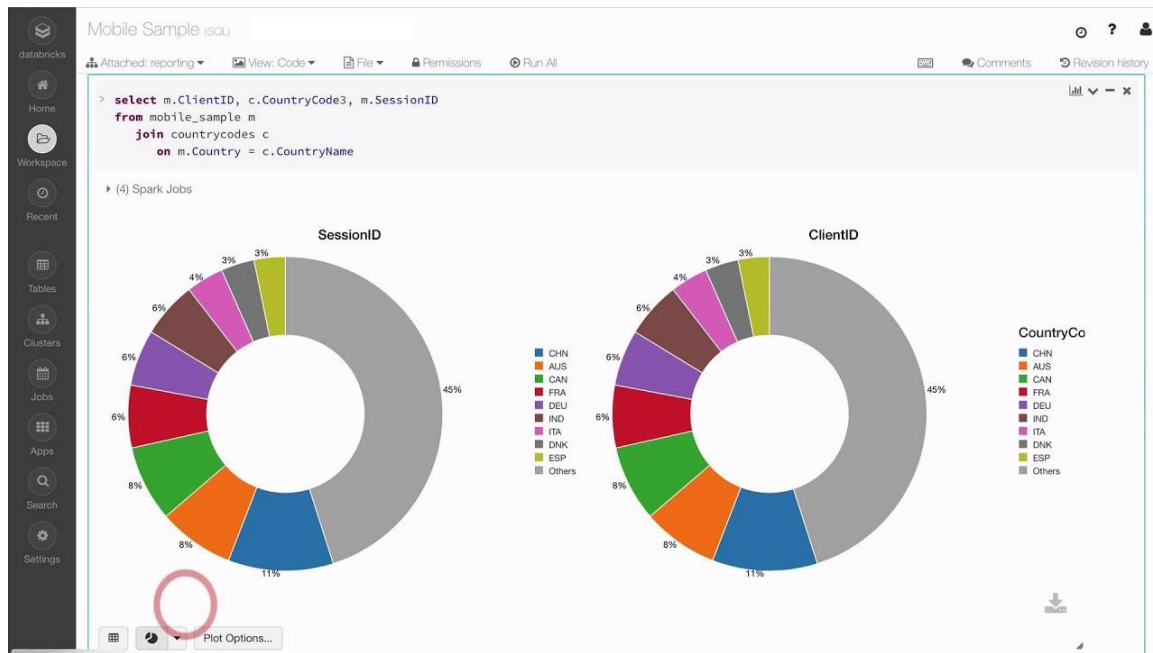 Mobile Sample (SQL)
?
databricks
Attached: reporting
View: Code
File
Permissions
Run All
Comments
Revision history
Home
Workspace
Recent
Tables
Clusters
Jobs
Apps
Search
Settings
> select m.ClientID, c.CountryCode3, m.SessionID
from mobile_sample m
join countrycodes c
on m.Country = c.CountryName
(4) Spark Jobs
SessionID
3%
3%
4%
6%
6%
6%
8%
8%
11%
45%
CHN
AUS
CAN
FRA
DEU
IND
ITA
DNK
ESP
Others
ClientID
3%
3%
4%
6%
6%
6%
8%
8%
11%
45%
CountryCo
CHN
AUS
CAN
FRA
DEU
IND
ITA
DNK
ESP
Others
Plot Options...